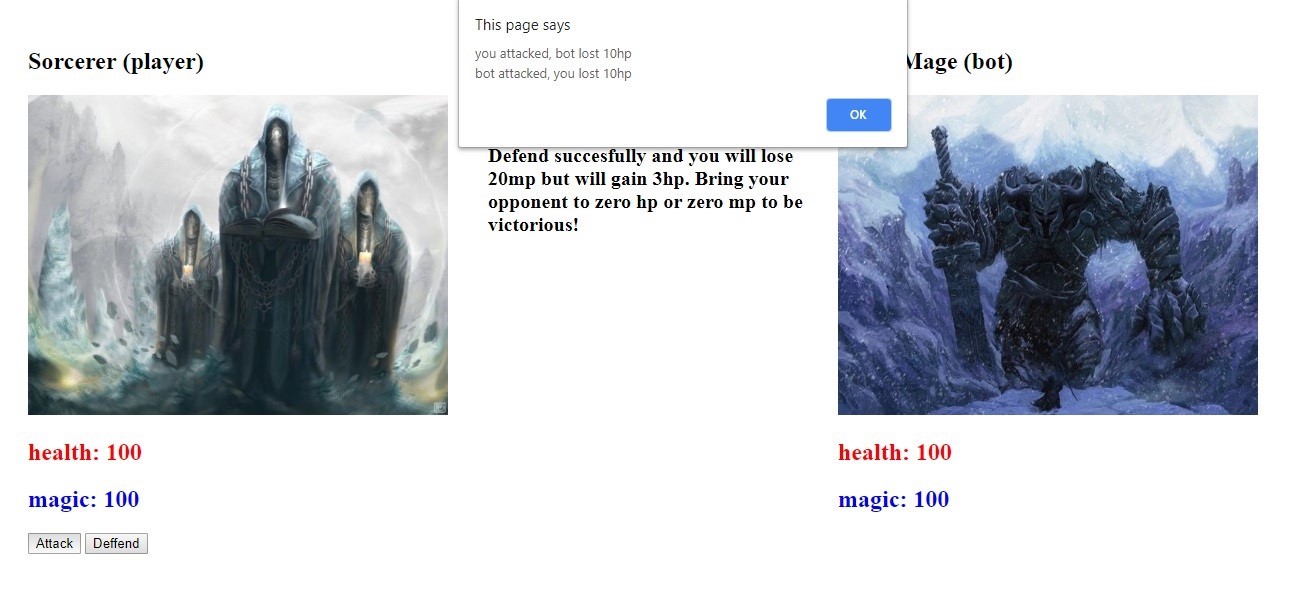 This page says
you attacked, bot lost 10hp
bot attacked, you lost 10hp
OK
Sorcerer (player)
Mage (bot)
Defend succesfully and you will lose
20mp but will gain 3hp. Bring your
opponent to zero hp or zero mp to be
victorious!
health: 100
magic: 100
Attack Deffend
health: 100
magic: 100